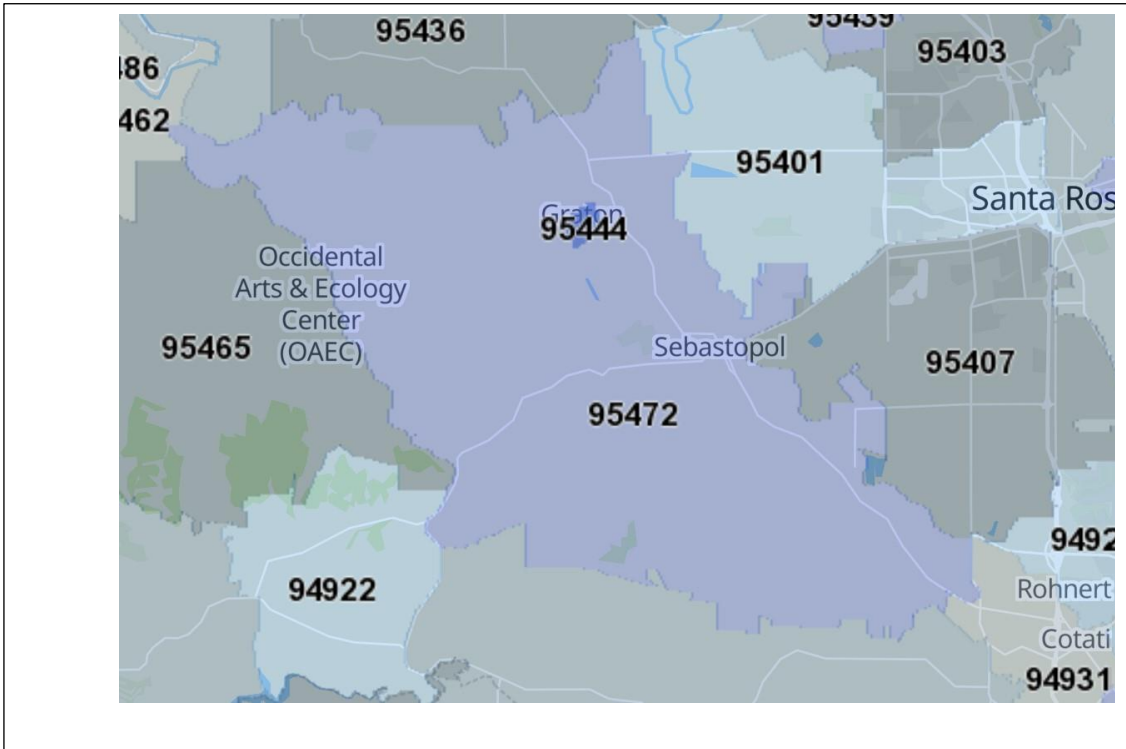 95436
95439
95403
486
462
95401
Santa Ros
Graton
95444
Occidental
Arts & Ecology
Center
(OAEC)
95465
Sebastopol
95407
95472
9492
94922
Rohnert
Cotati
94931